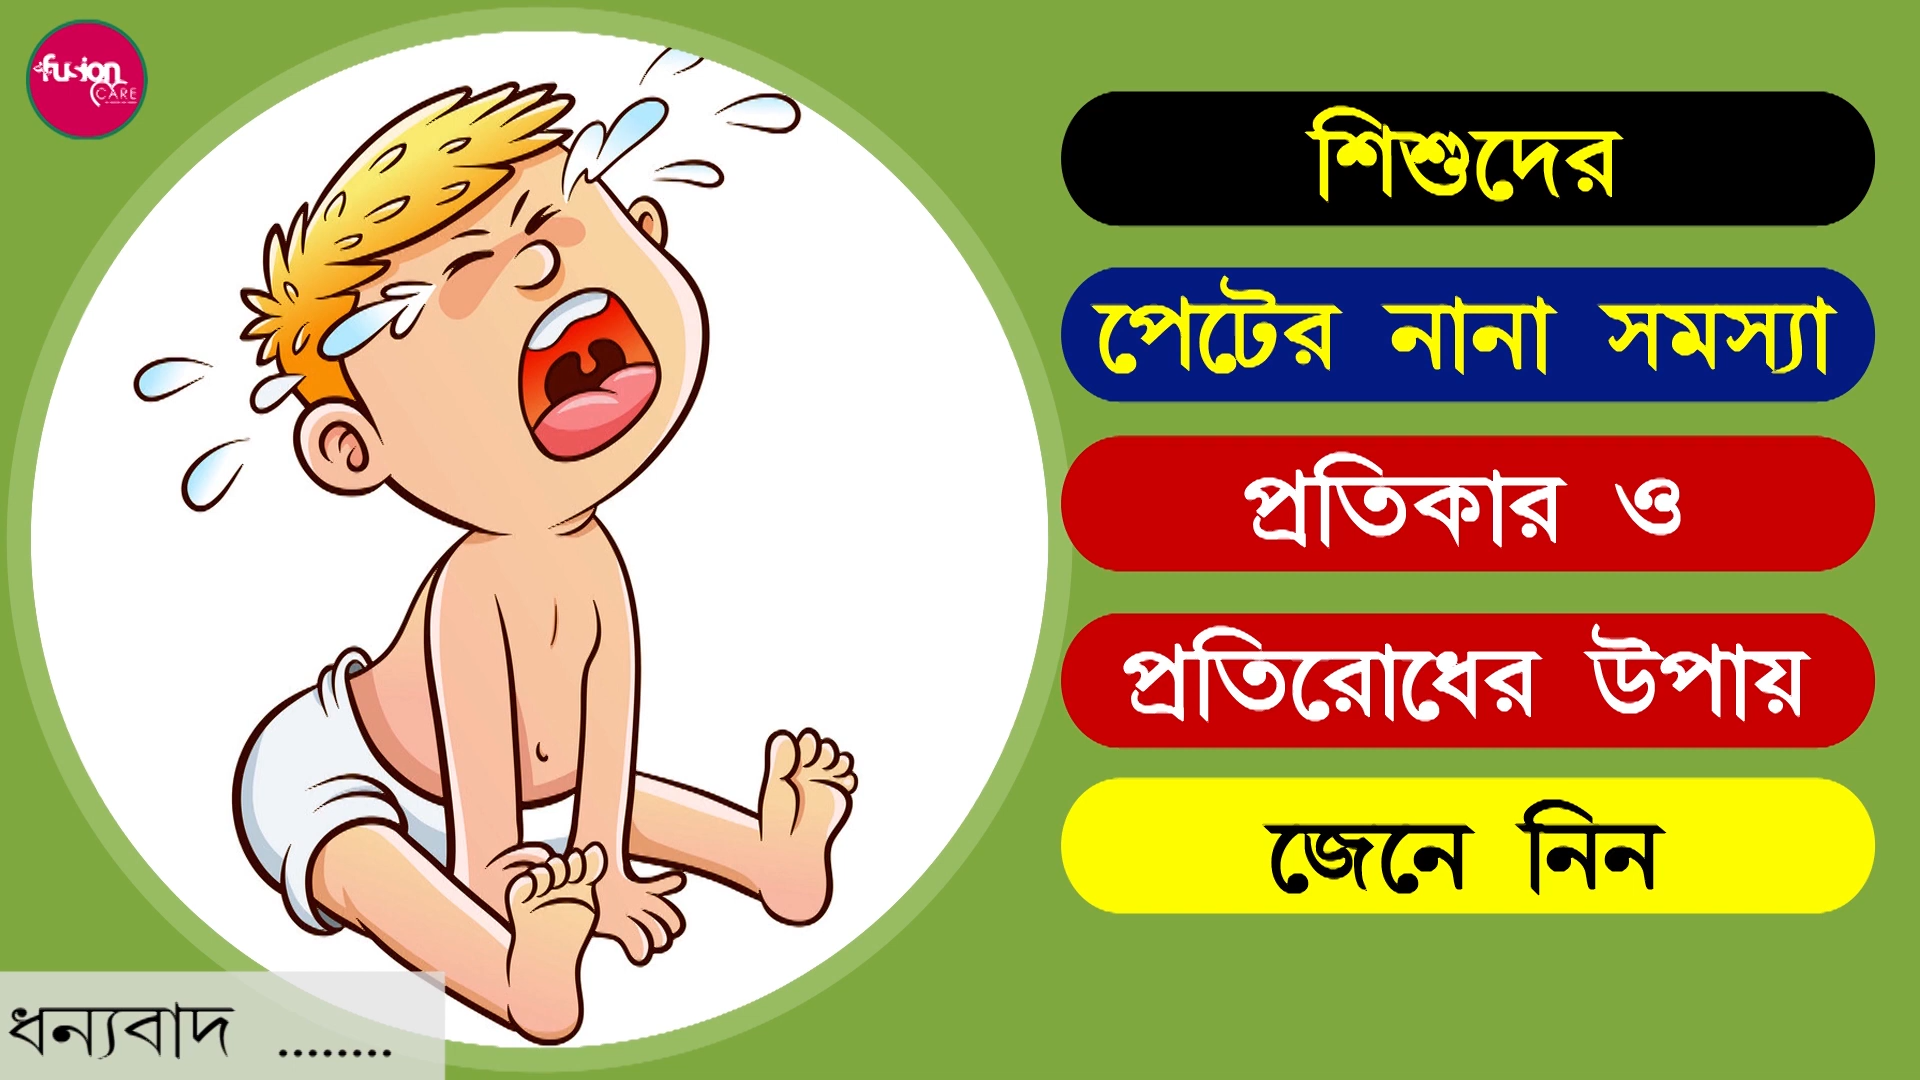 fusion
CARE
শিশুদের
পেটের নানা সমস্যা
প্রতিকার ও
প্রতিরোধের উপায়
জেনে নিন
ধন্যবাদ ........